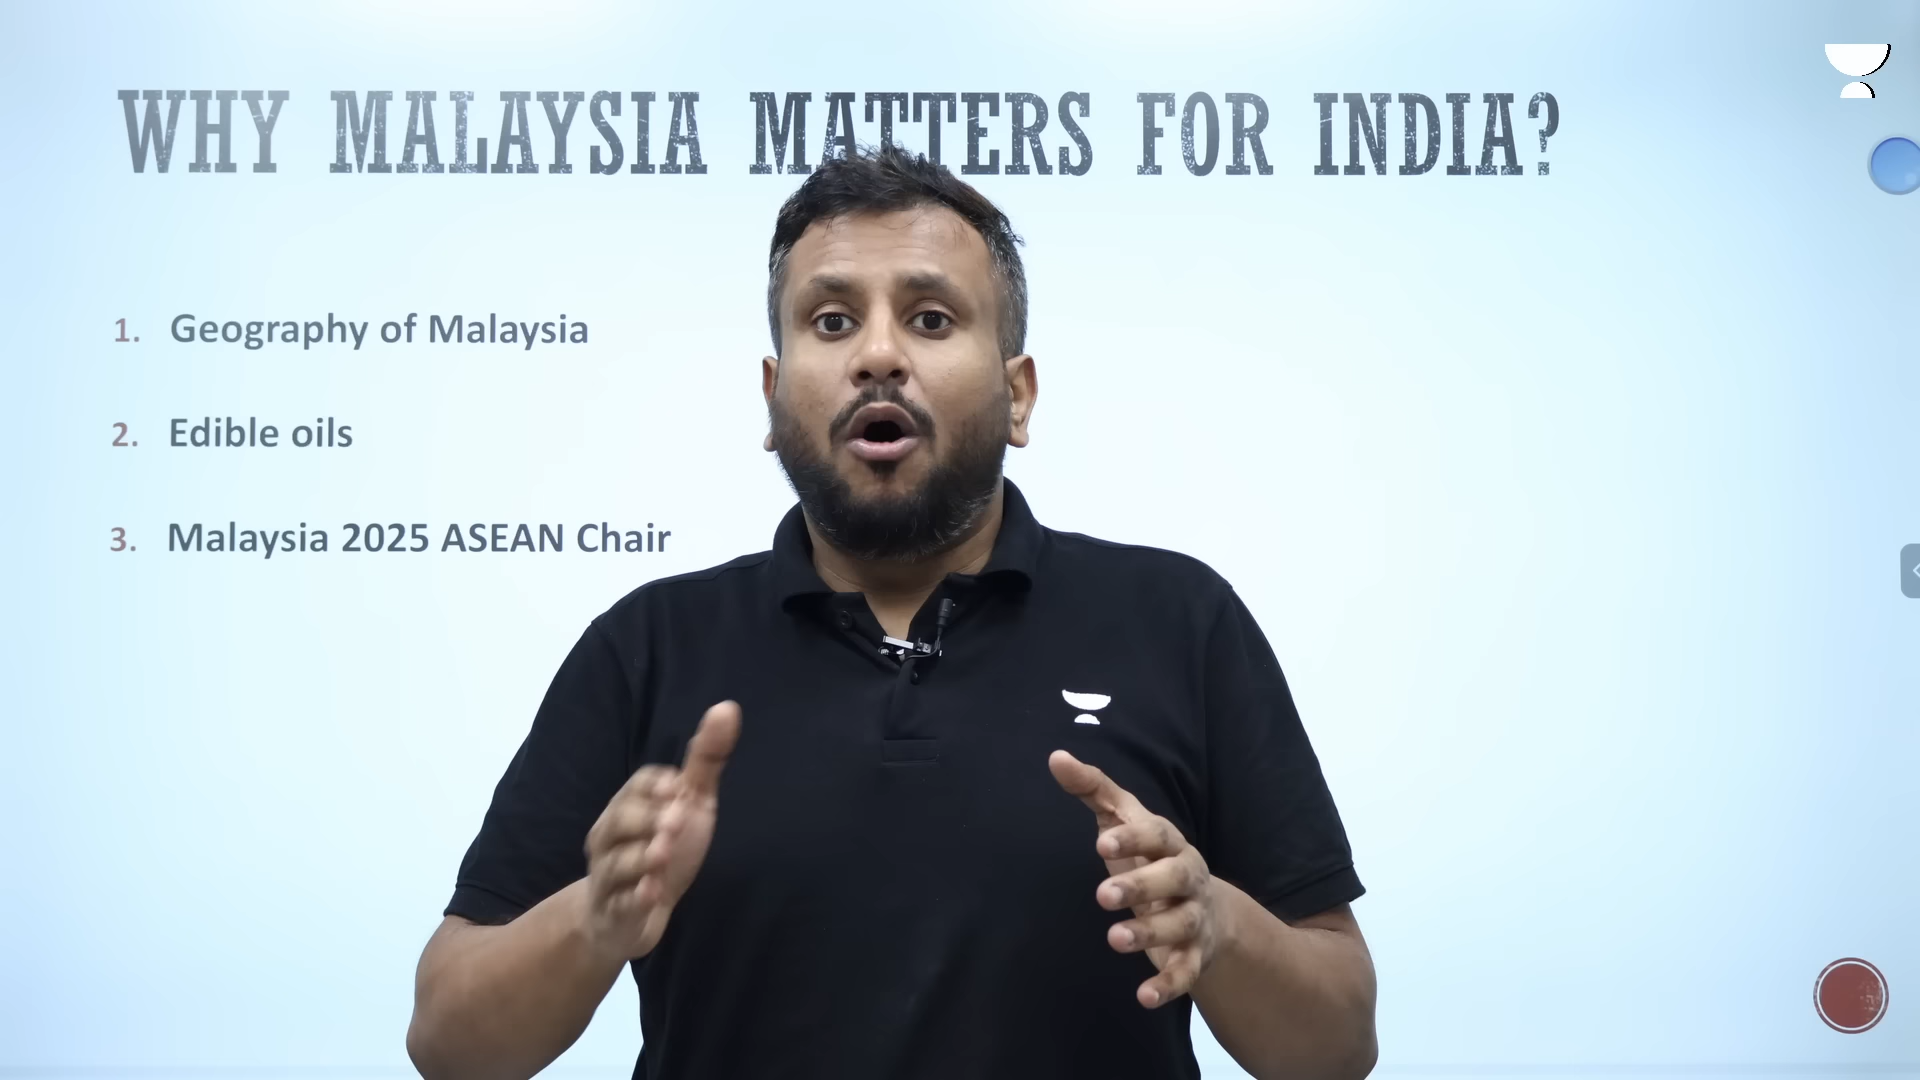 WHY MALAYSIA MATTERS FOR INDIA?
1. Geography of Malaysia
2. Edible oils
3. Malaysia 2025 ASEAN Chair